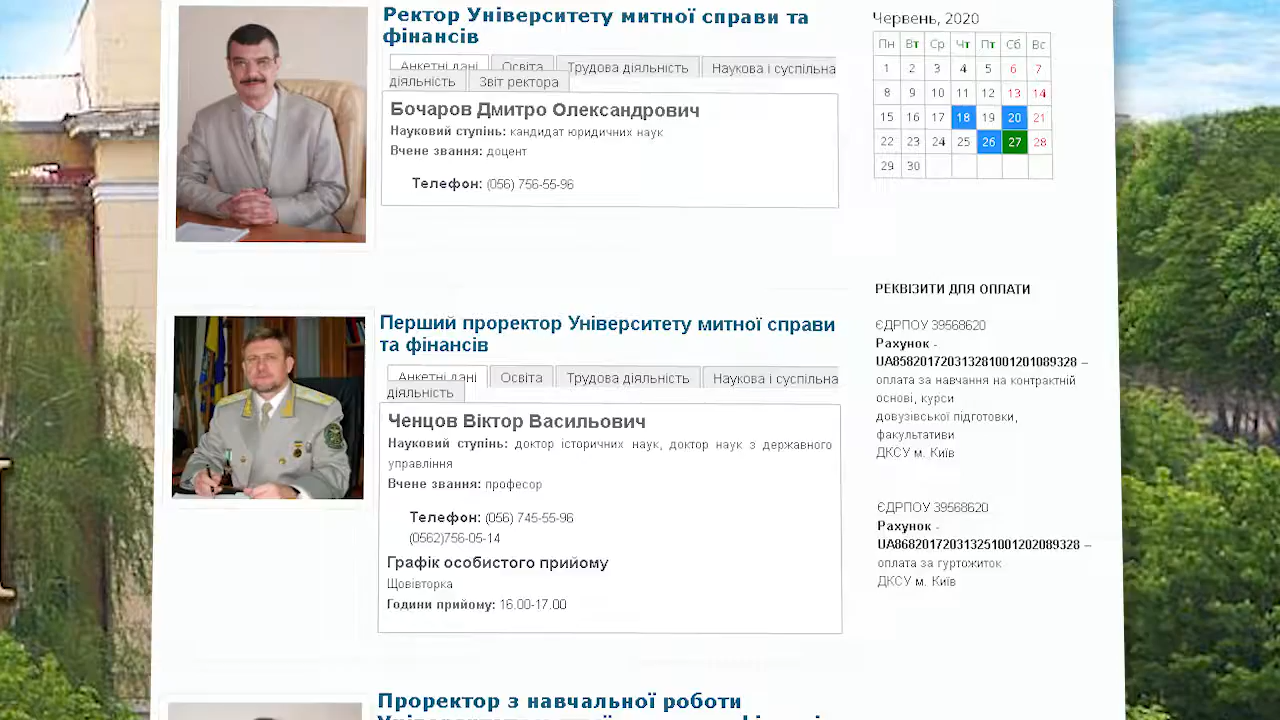 Ректор Університету митної справи та
фінансів
Анкетні дані
Освіта
Трудова діяльність
Наукова і суспільна
діяльність
Звіт ректора
Бочаров Дмитро Олександрович
Науковий ступінь: кандидат юридичних наук
Вчене звання: доцент
Телефон: (056) 756-55-96
Перший проректор Університету митної справи
та фінансів
Анкетні дані
Освіта
Трудова діяльність
Наукова і суспільна
діяльність
Ченцов Віктор Васильович
Науковий ступінь: доктор історичних наук, доктор наук з державного
управління
Вчене звання: професор
Телефон: (056) 745-55-96
(0562)756-05-14
Графік особистого прийому
Щовівторка
Години прийому: 16.00-17.00
Проректор з навчальної роботи
Червень, 2020
Пн Вт Ср Чт Пт Сб Вс
1 2 3 4 5 6 7
8 9 10 11 12 13 14
15 16 17 18 19 20 21
22 23 24 25 26 27 28
29 30
РЕКВІЗИТИ ДЛЯ ОПЛАТИ
ЄДРПОУ 39568620
Рахунок -
UA858201720313281001201089328 –
оплата за навчання на контрактній
основі, курси
довузівської підготовки,
факультативи
ДКСУ м. Київ
ЄДРПОУ 39568620
Рахунок -
UA868201720313251001202089328 –
оплата за гуртожиток
ДКСУ м. Київ